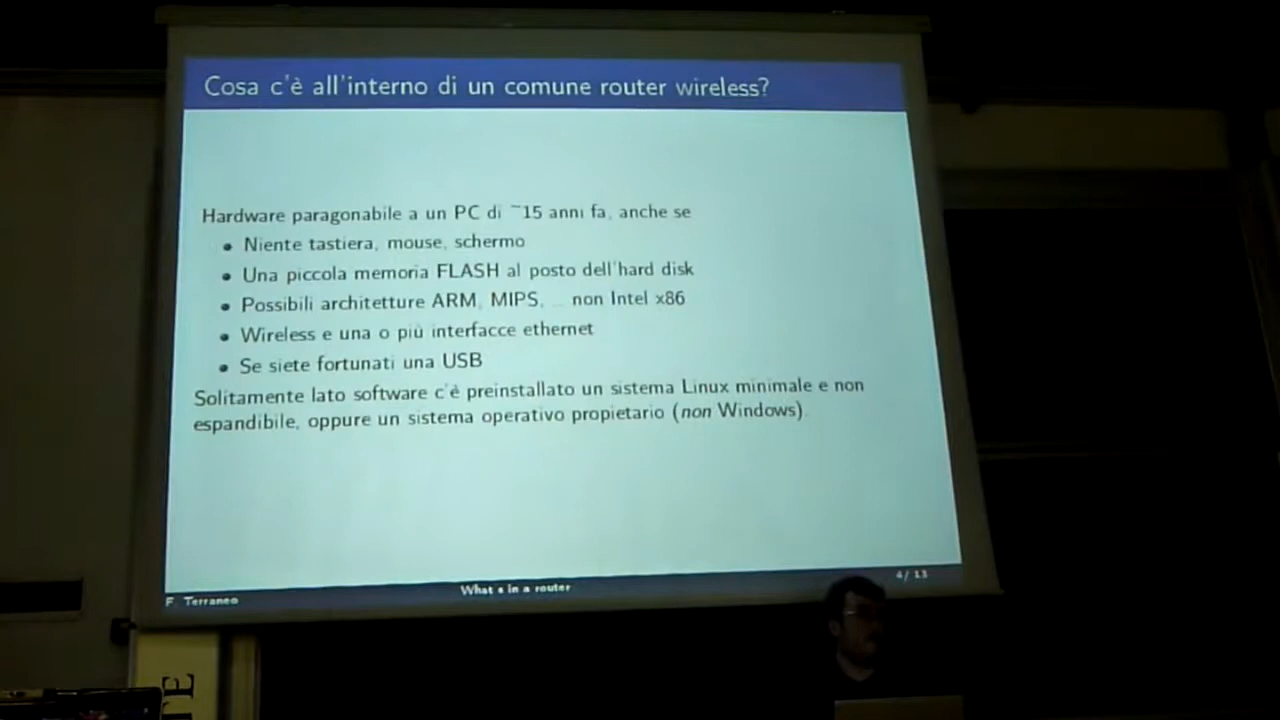 Cosa c'è all'interno di un comune router wireless?
Hardware paragonabile a un PC di ~15 anni fa, anche se
• Niente tastiera, mouse, schermo
• Una piccola memoria FLASH al posto dell'hard disk
• Possibili architetture ARM, MIPS, ... non Intel x86
• Wireless e una o più interfacce ethernet
• Se siete fortunati una USB
Solitamente lato software c'è preinstallato un sistema Linux minimale e non
espandibile, oppure un sistema operativo propietario (non Windows).
F. Terraneo
What's in a router
4/ 13